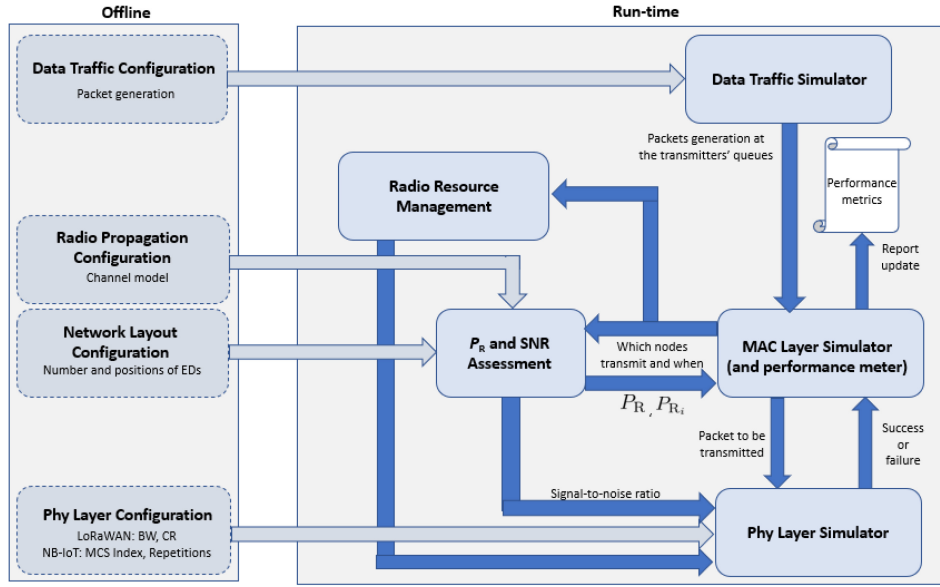 Offline
Run-time
Data Traffic Configuration
Packet generation
Data Traffic Simulator
Packets generation at
the transmitters' queues
Performance
metrics
Radio Resource
Management
Radio Propagation
Configuration
Channel model
Report
update
Network Layout
Configuration
Number and positions of EDs
P_R and SNR
Assessment
Which nodes
transmit and when
P_R , P_{R_i}
MAC Layer Simulator
(and performance meter)
Packet to be
transmitted
Success
or
failure
Signal-to-noise ratio
Phy Layer Configuration
LoRaWAN: BW, CR
NB-IoT: MCS Index, Repetitions
Phy Layer Simulator